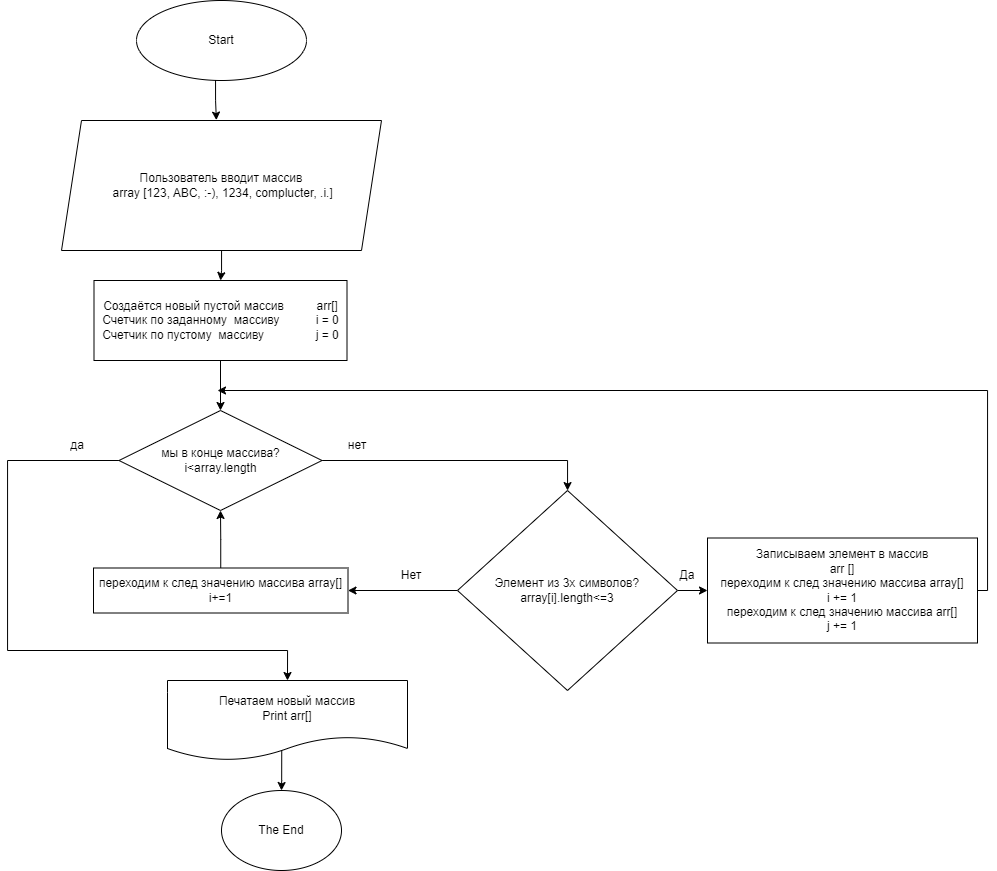 Start
Пользователь вводит массив
array [123, ABC, :-), 1234, complucter, .i.]
Создаётся новый пустой массив arr[]
Счетчик по заданному массиву i = 0
Счетчик по пустому массиву j = 0
да
мы в конце массива?
i<array.length
нет
Элемент из 3х символов?
array[i].length<=3
Нет
Да
переходим к след значению массива array[]
i+=1
Записываем элемент в массив
arr []
переходим к след значению массива array[]
i += 1
переходим к след значению массива arr[]
j += 1
Печатаем новый массив
Print arr[]
The End